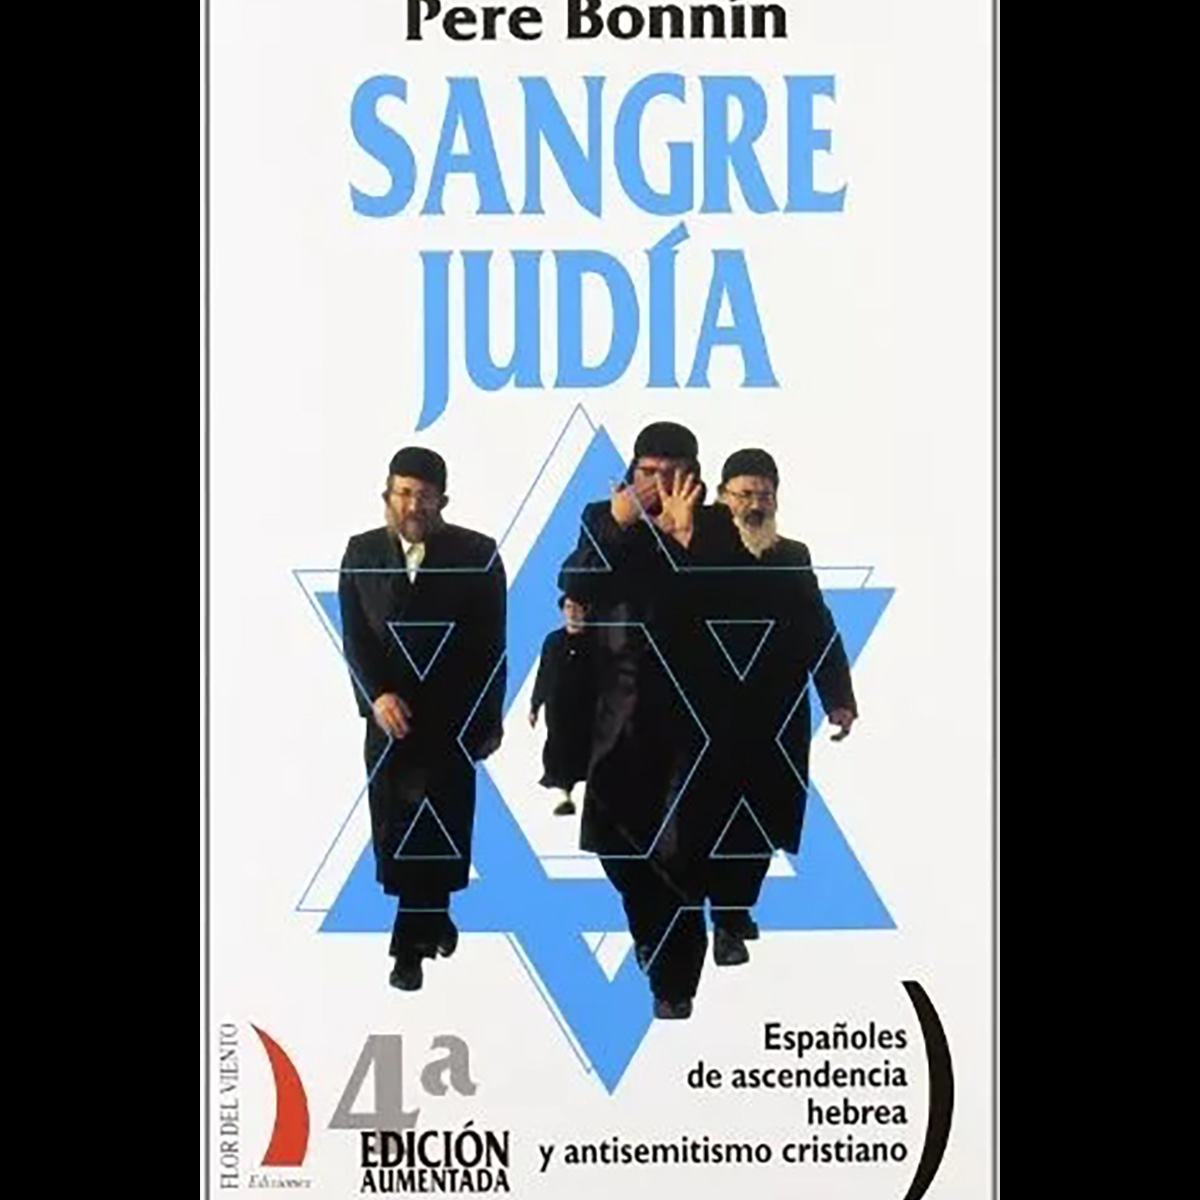 Pere Bonnín
SANGRE
JUDÍA
Españoles
de ascendencia
hebrea
y antisemitismo cristiano
4ª
EDICIÓN
AUMENTADA
FLOR DEL VIENTO
Ediciones